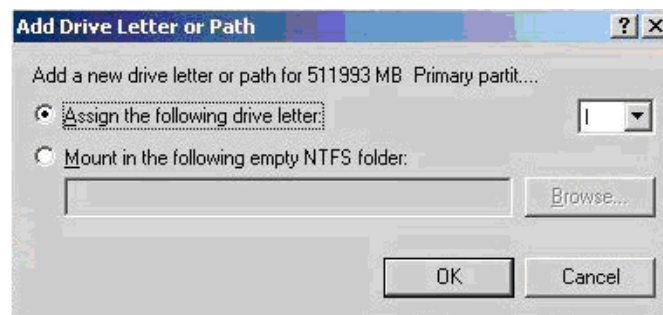 Add Drive Letter or Path
Add a new drive letter or path for 511993 MB Primary partit....
Assign the following drive letter:
I
Mount in the following empty NTFS folder:
Browse...
OK
Cancel